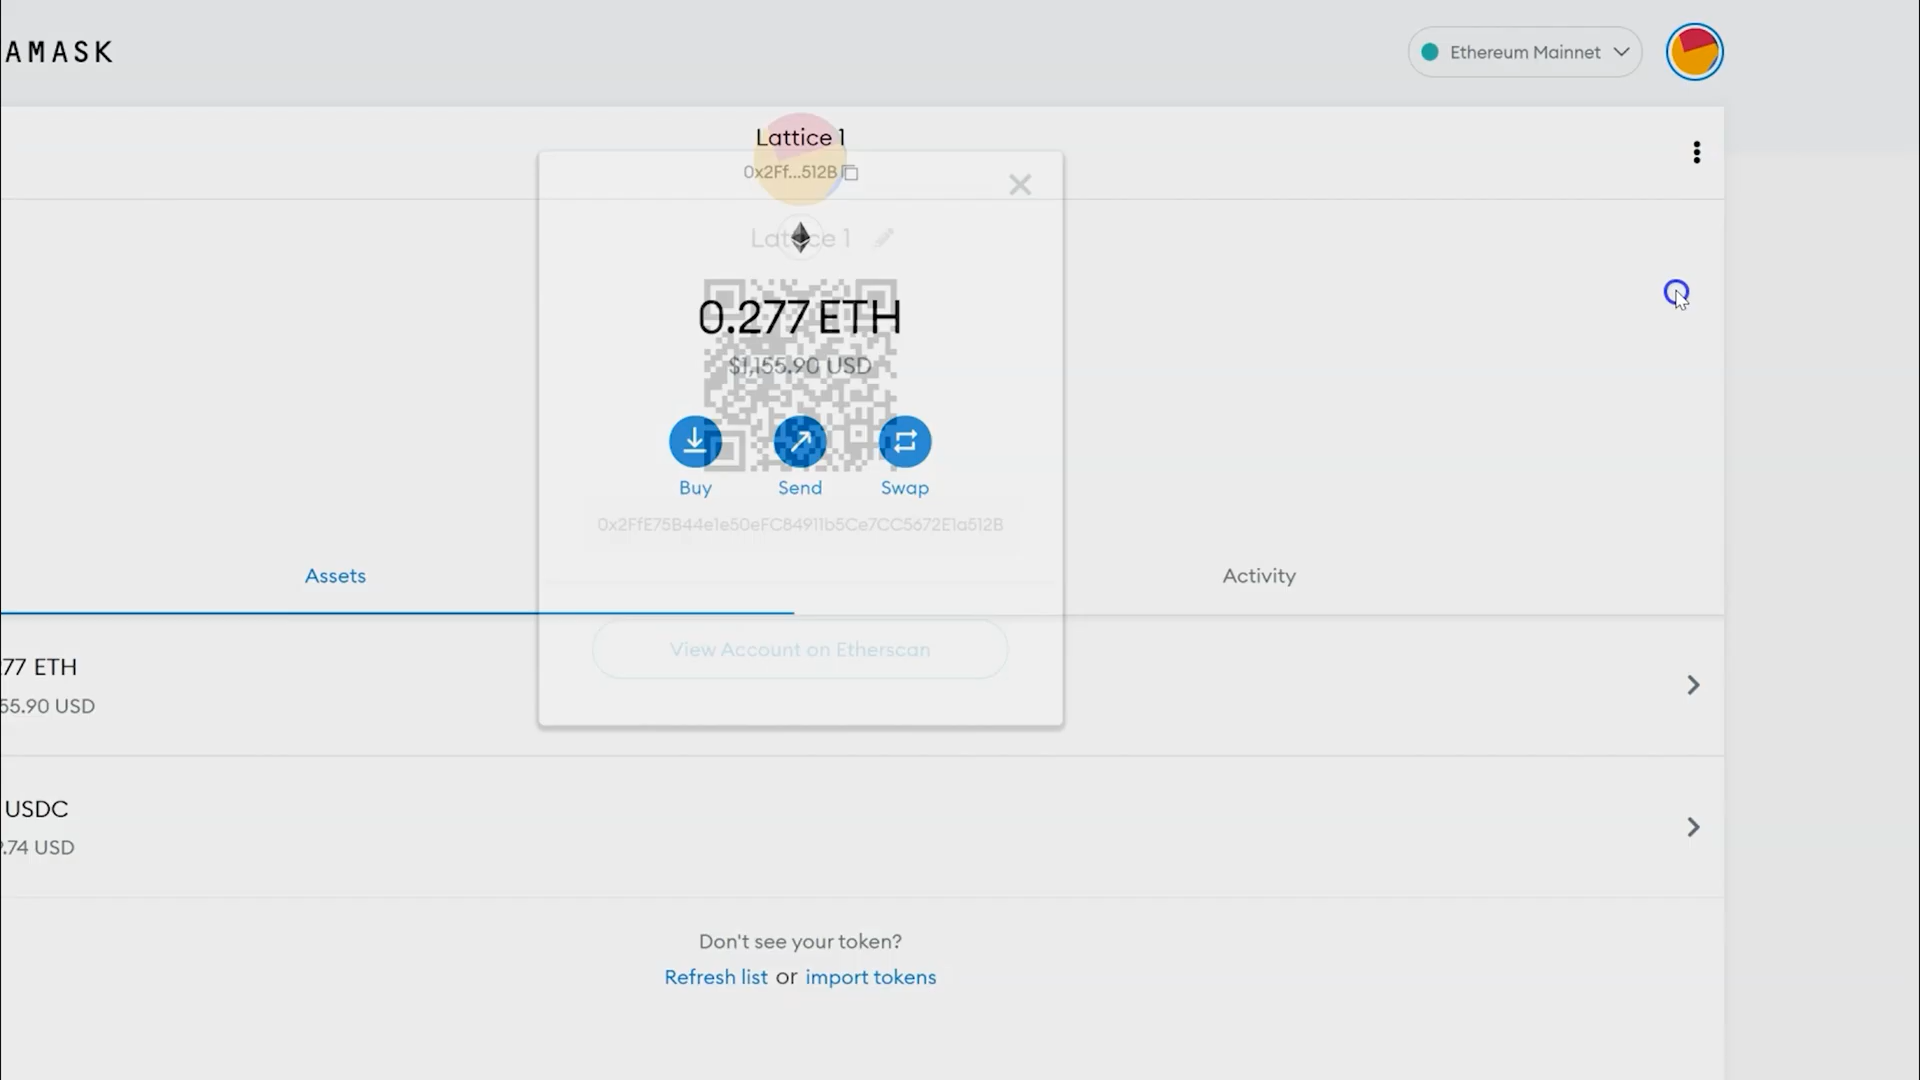 AMASK
Ethereum Mainnet
Lattice 1
0x2Ff...512B
Lattice 1
0.277 ETH
$1,155.90 USD
Buy
Send
Swap
0x2FfE75B44e1e50eFC84911b5Ce7CC5672E1a512B
Assets
Activity
View Account on Etherscan
77 ETH
55.90 USD
USDC
.74 USD
Don't see your token?
Refresh list or import tokens